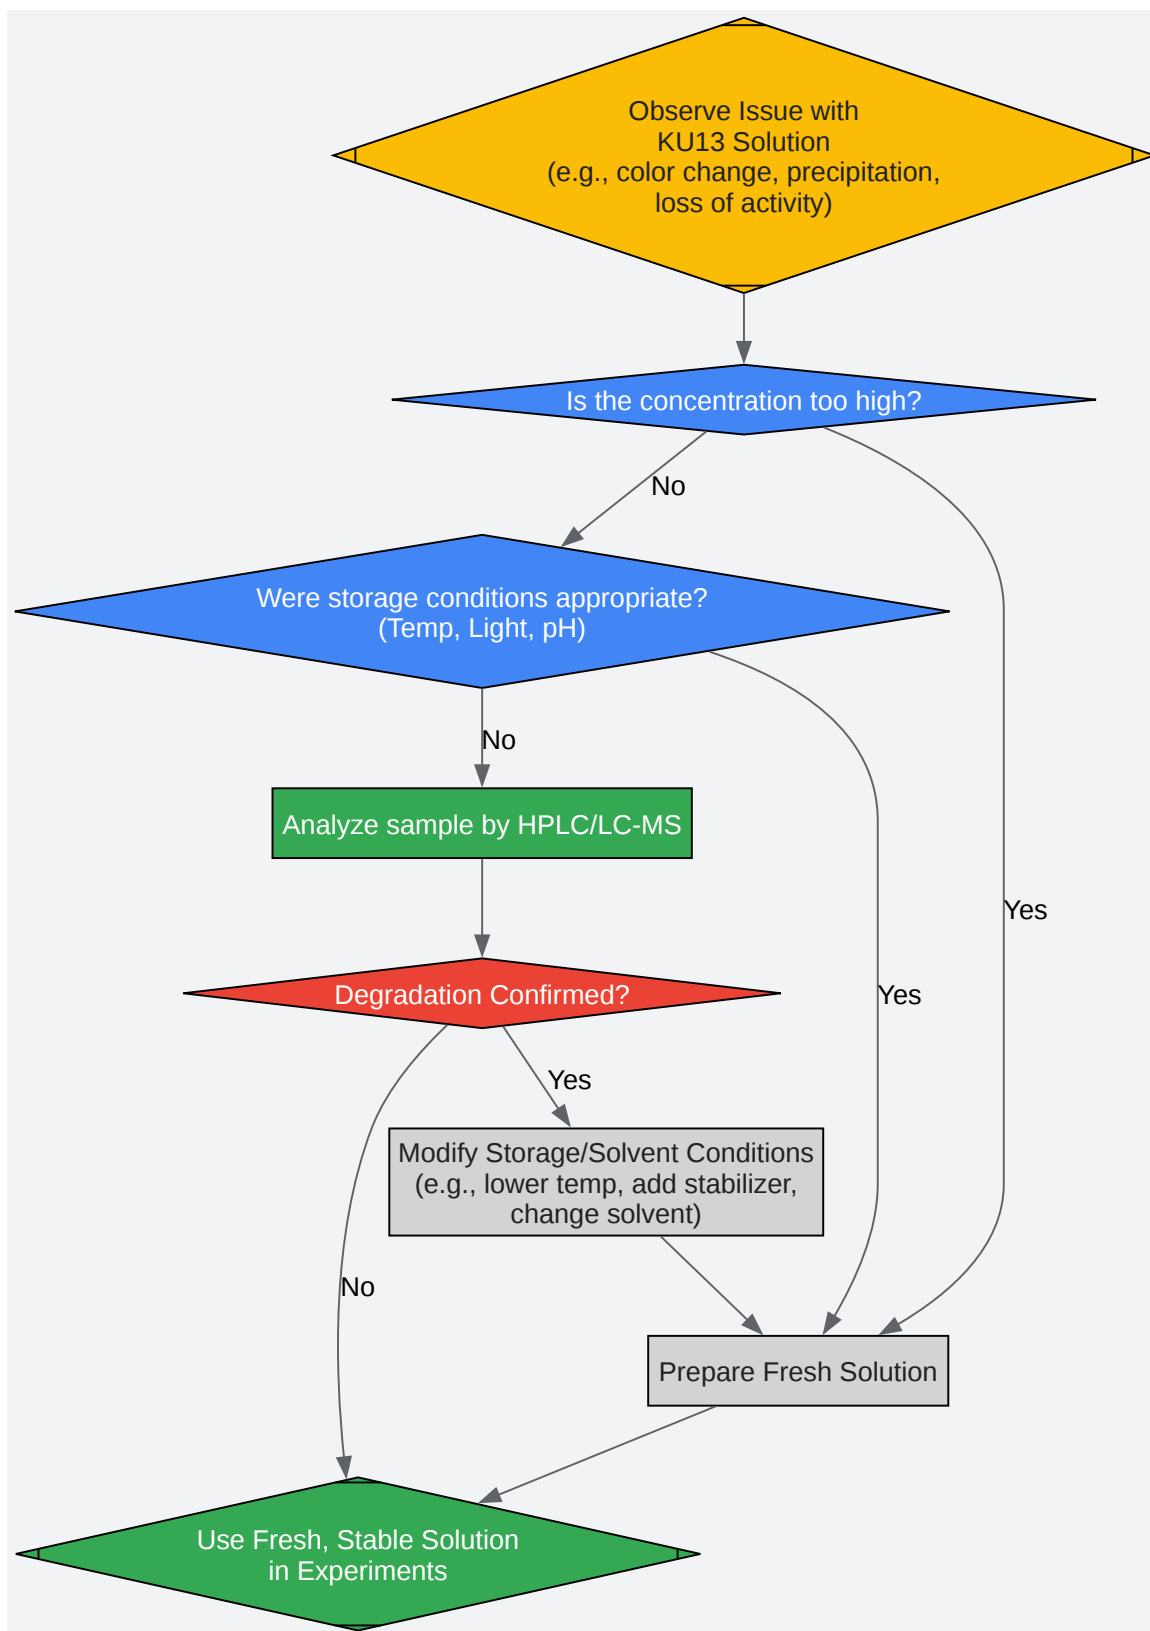 Observe Issue with
KU13 Solution
(e.g., color change, precipitation,
loss of activity)
Is the concentration too high?
No
Were storage conditions appropriate?
(Temp, Light, pH)
No
Analyze sample by HPLC/LC-MS
Yes
Degradation Confirmed?
Yes
Yes
Modify Storage/Solvent Conditions
(e.g., lower temp, add stabilizer,
change solvent)
No
Prepare Fresh Solution
Use Fresh, Stable Solution
in Experiments